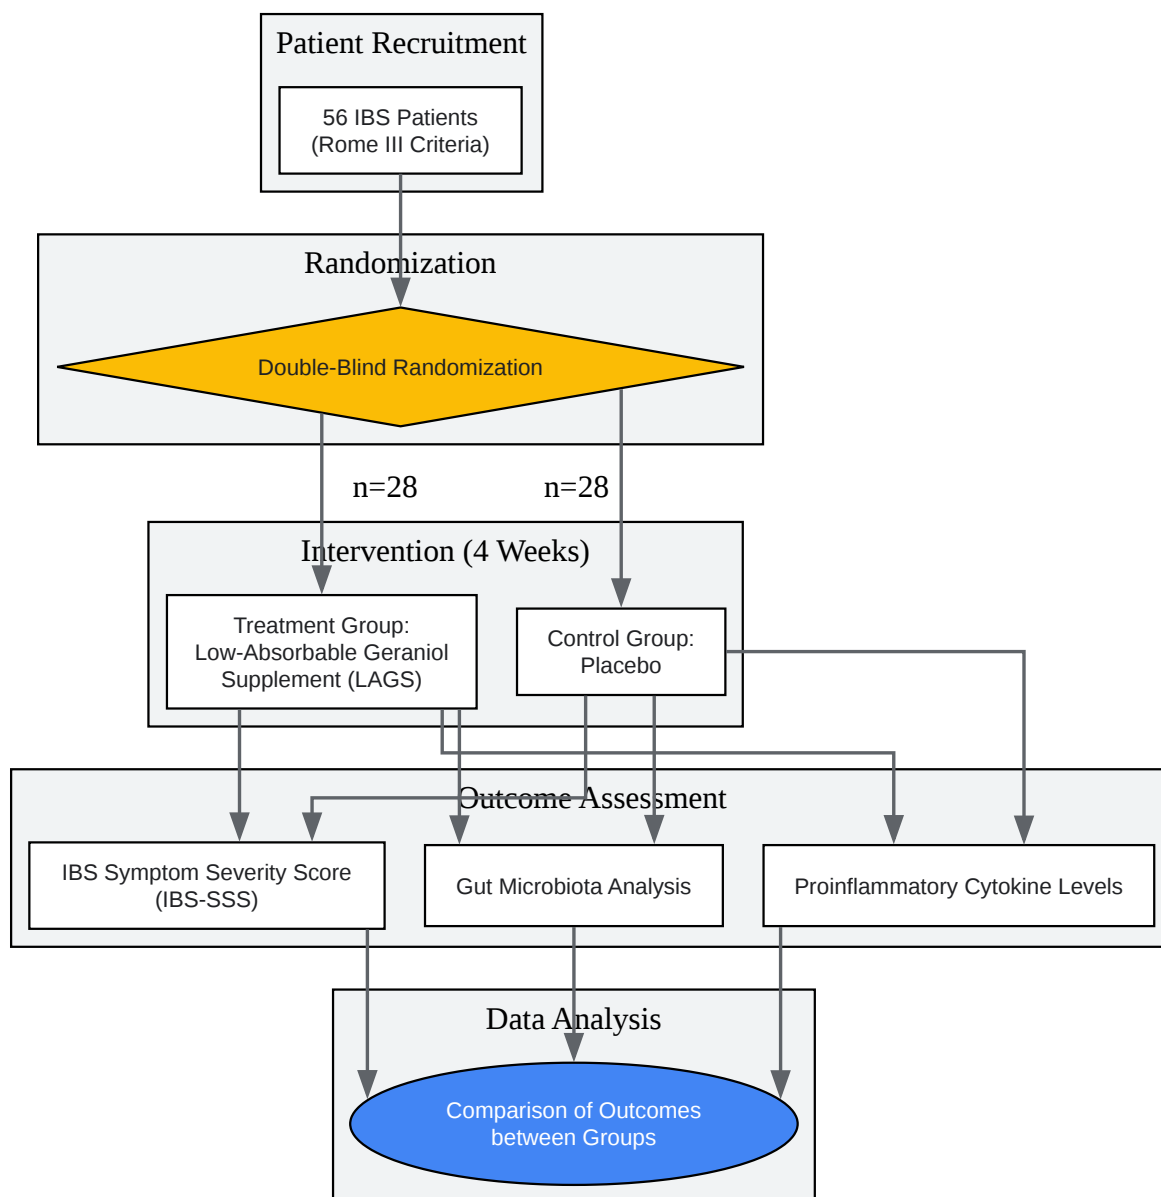 Patient Recruitment
56 IBS Patients
(Rome III Criteria)
Randomization
Double-Blind Randomization
n=28
n=28
Intervention (4 Weeks)
Treatment Group:
Low-Absorbable Geraniol
Supplement (LAGS)
Control Group:
Placebo
Outcome Assessment
IBS Symptom Severity Score
(IBS-SSS)
Gut Microbiota Analysis
Proinflammatory Cytokine Levels
Data Analysis
Comparison of Outcomes
between Groups